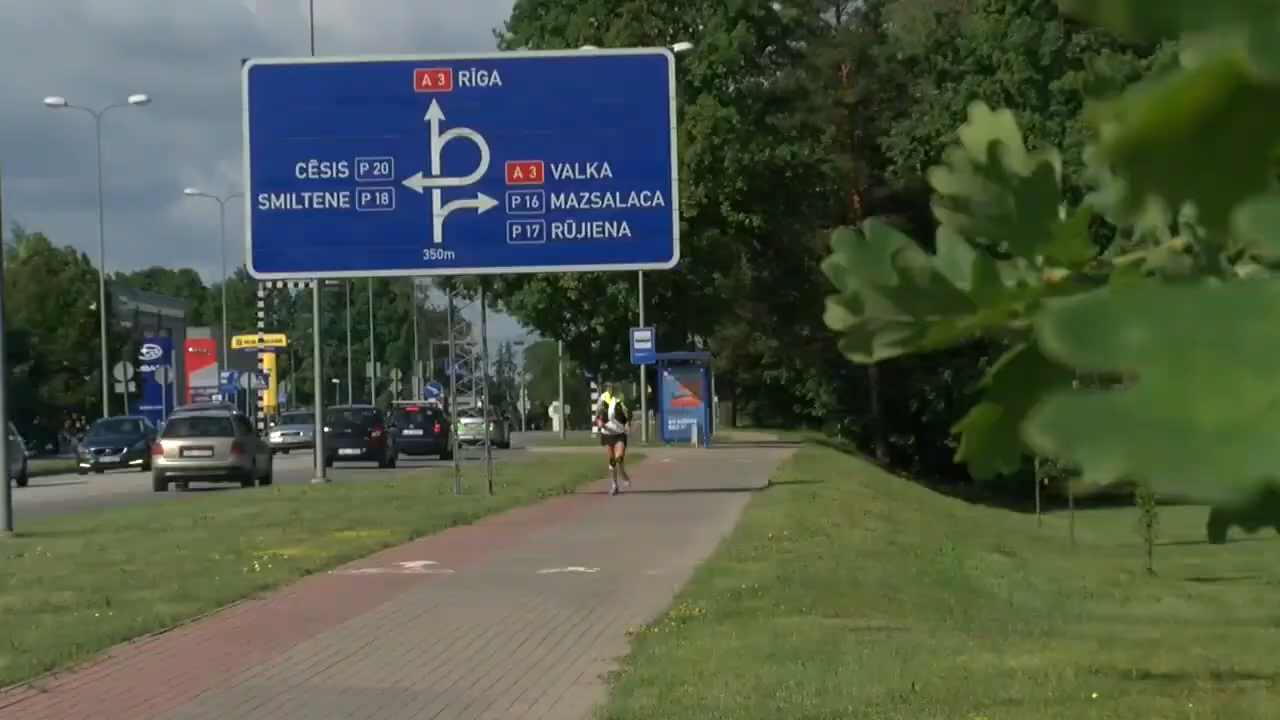 A 3 RĪGA
CĒSIS P 20
SMILTENE P 18
A 3 VALKA
P 16 MAZSALACA
P 17 RŪJIENA
350m